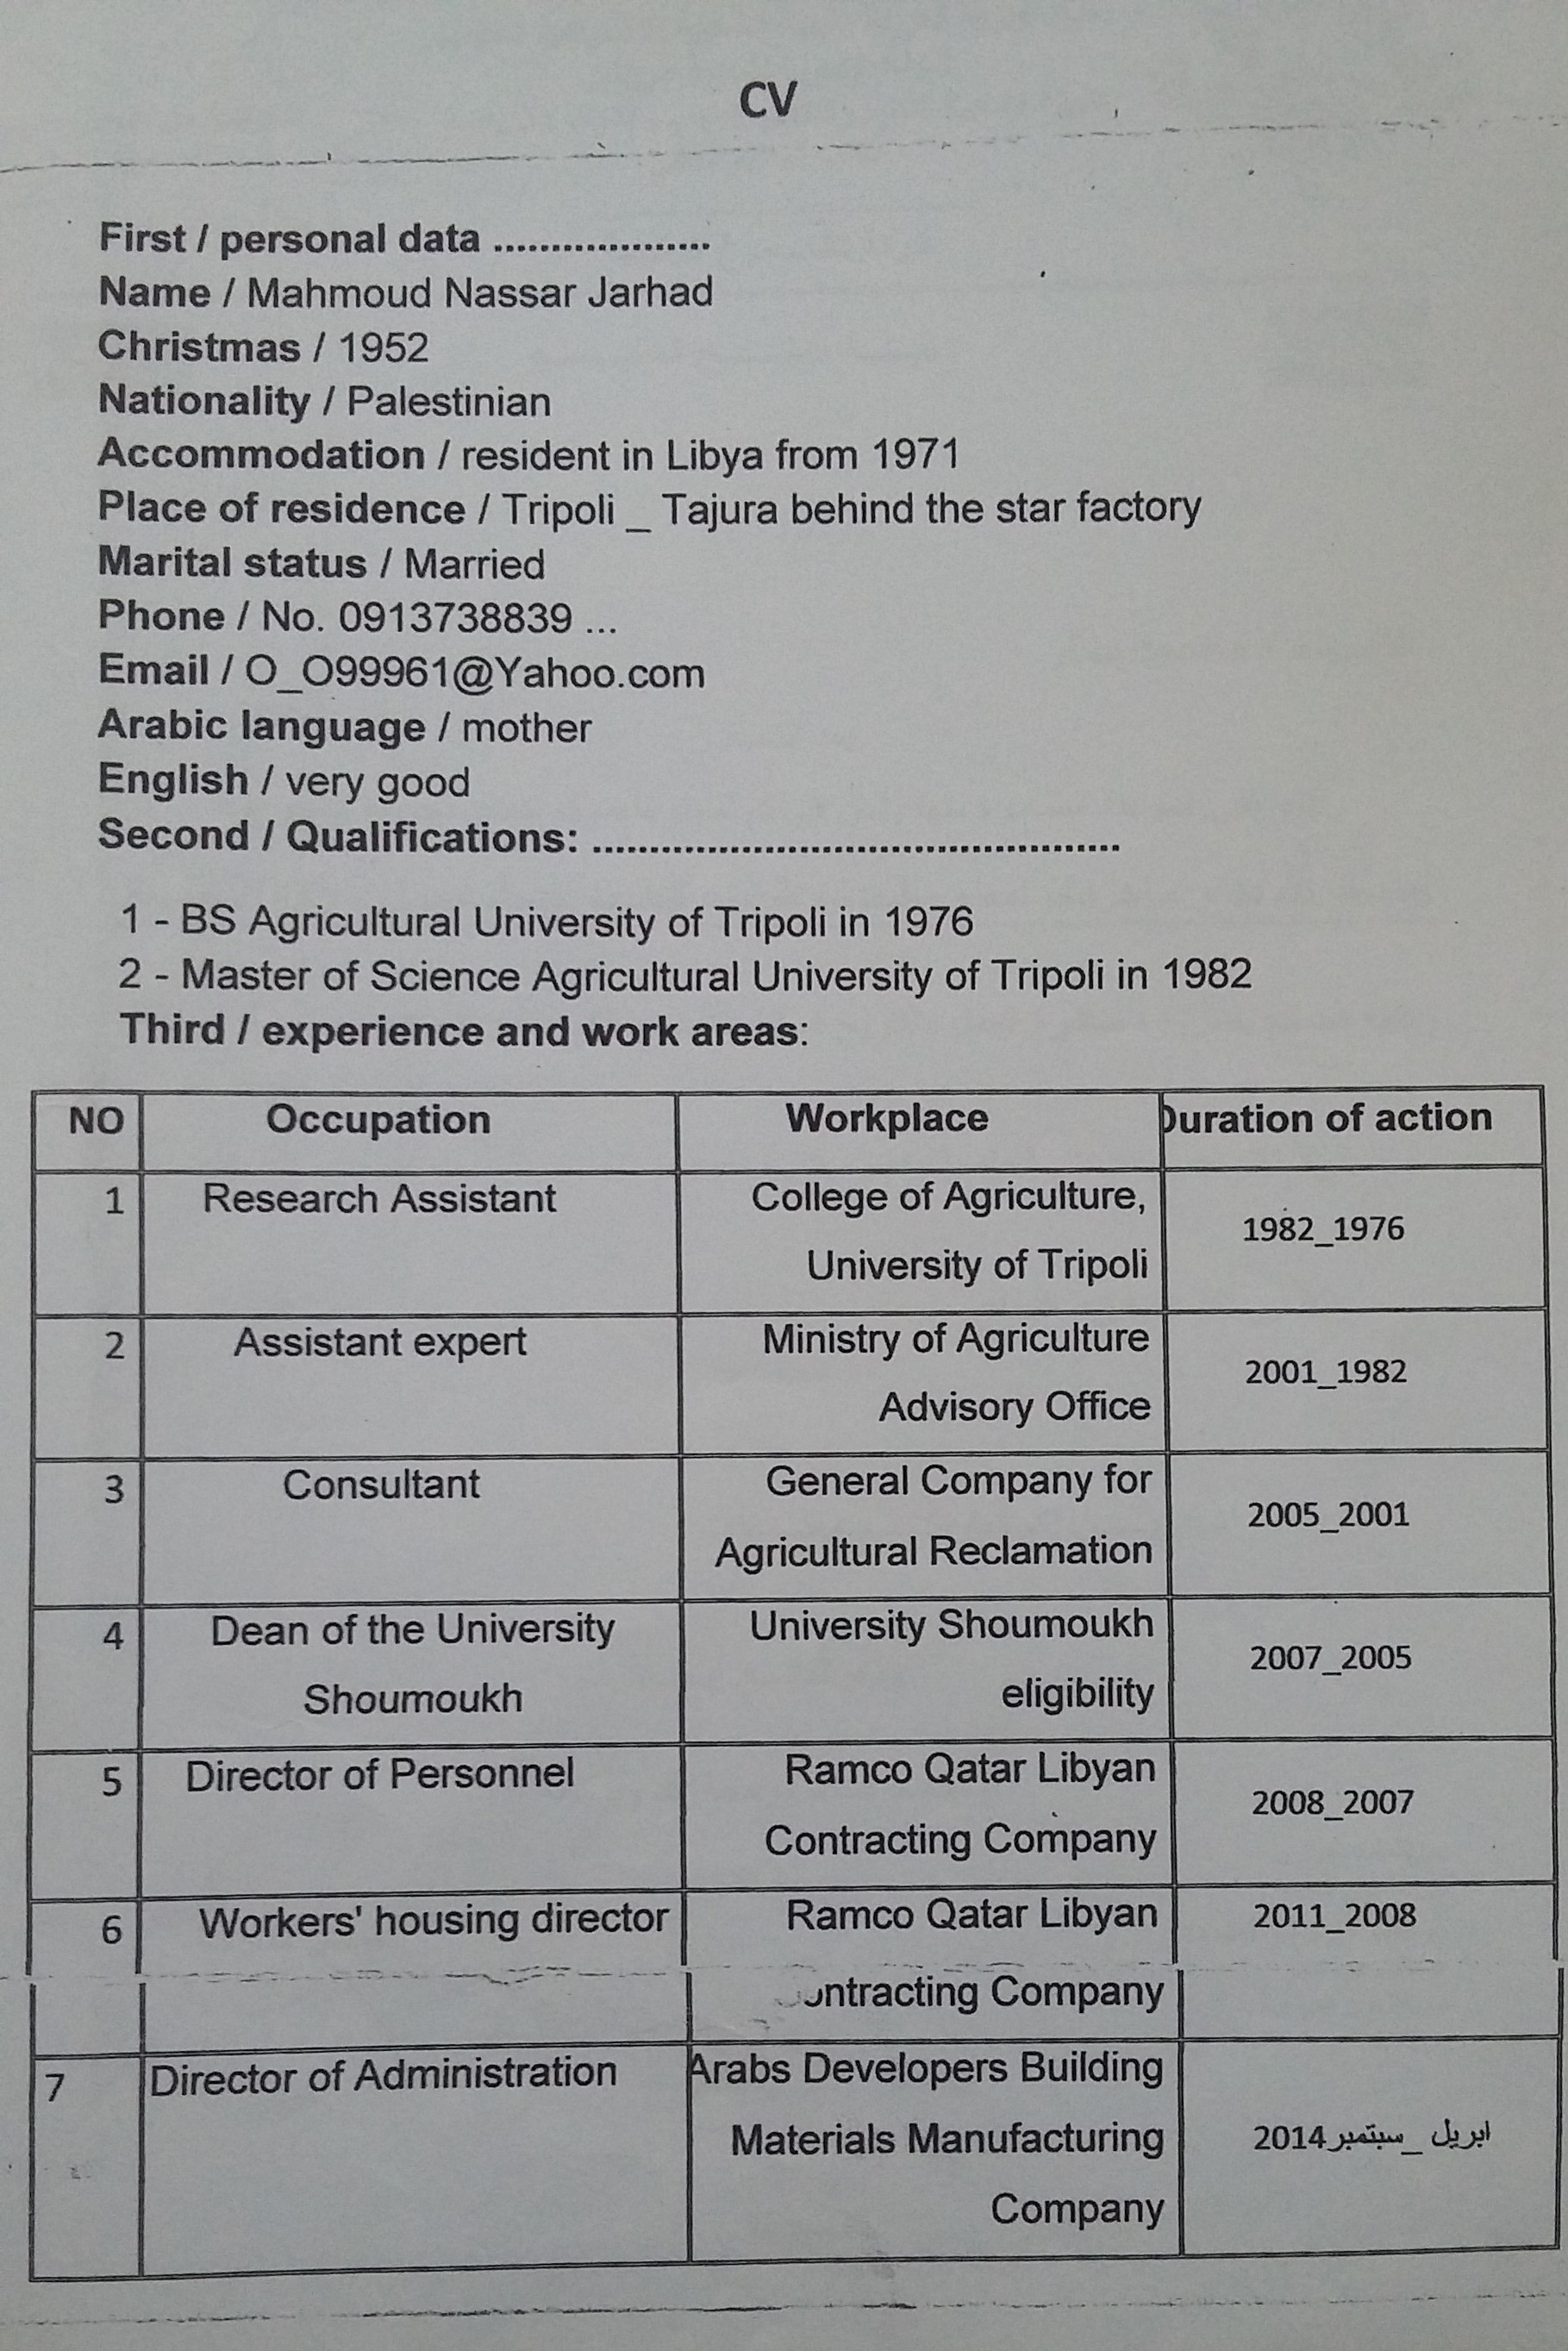 CV
First / personal data ...................
Name / Mahmoud Nassar Jarhad
Christmas / 1952
Nationality / Palestinian
Accommodation / resident in Libya from 1971
Place of residence / Tripoli _ Tajura behind the star factory
Marital status / Married
Phone / No. 0913738839 ...
Email / O_O99961@Yahoo.com
Arabic language / mother
English / very good
Second / Qualifications: ...............................................
1 - BS Agricultural University of Tripoli in 1976
2 - Master of Science Agricultural University of Tripoli in 1982
Third / experience and work areas:
NO Occupation Workplace Duration of action
1 Research Assistant College of Agriculture, 1982_1976
University of Tripoli
2 Assistant expert Ministry of Agriculture 2001_1982
Advisory Office
3 Consultant General Company for 2005_2001
Agricultural Reclamation
4 Dean of the University University Shoumoukh 2007_2005
Shoumoukh eligibility
5 Director of Personnel Ramco Qatar Libyan 2008_2007
Contracting Company
6 Workers' housing director Ramco Qatar Libyan 2011_2008
ontracting Company
7 Director of Administration Arabs Developers Building
Materials Manufacturing ابريل _سبتمبر2014
Company